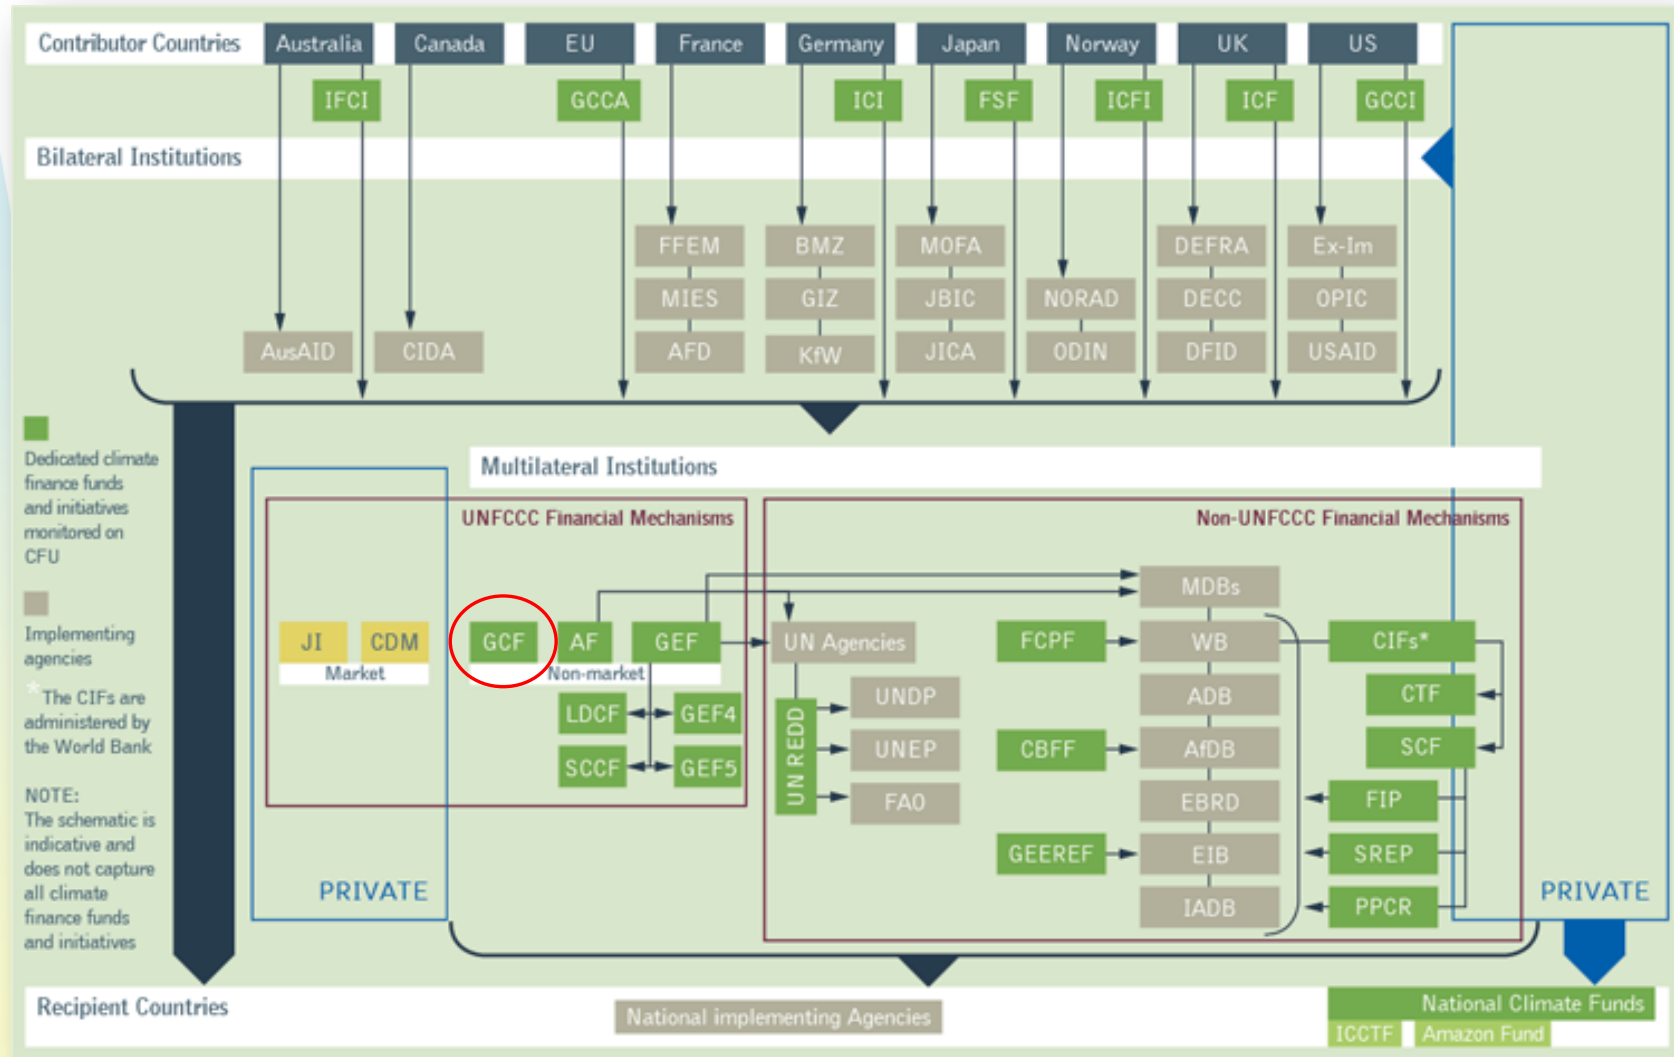 Contributor Countries
Australia
Canada
EU
France
Germany
Japan
Norway
UK
US
IFCI
GCCA
ICI
FSF
ICFI
ICF
GCCI
Bilateral Institutions
FFEM
BMZ
MOFA
DEFRA
Ex-Im
MIES
GIZ
JBIC
NORAD
DECC
OPIC
AusAID
CIDA
AFD
KfW
JICA
ODIN
DFID
USAID
Dedicated climate
finance funds
and initiatives
monitored on
CFU
Implementing
agencies
*The CIFs are
administered by
the World Bank
NOTE:
The schematic is
indicative and
does not capture
all climate
finance funds
and initiatives
Multilateral Institutions
UNFCCC Financial Mechanisms
Non-UNFCCC Financial Mechanisms
JI
CDM
Market
GCF
AF
GEF
Non-market
LDCF
GEF4
SCCF
GEF5
PRIVATE
UN Agencies
UN REDD
UNDP
UNEP
FAO
FCPF
CBFF
GEEREF
MDBs
WB
ADB
AfDB
EBRD
EIB
IADB
CIFs*
CTF
SCF
FIP
SREP
PPCR
PRIVATE
Recipient Countries
National implementing Agencies
National Climate Funds
ICCTF
Amazon Fund